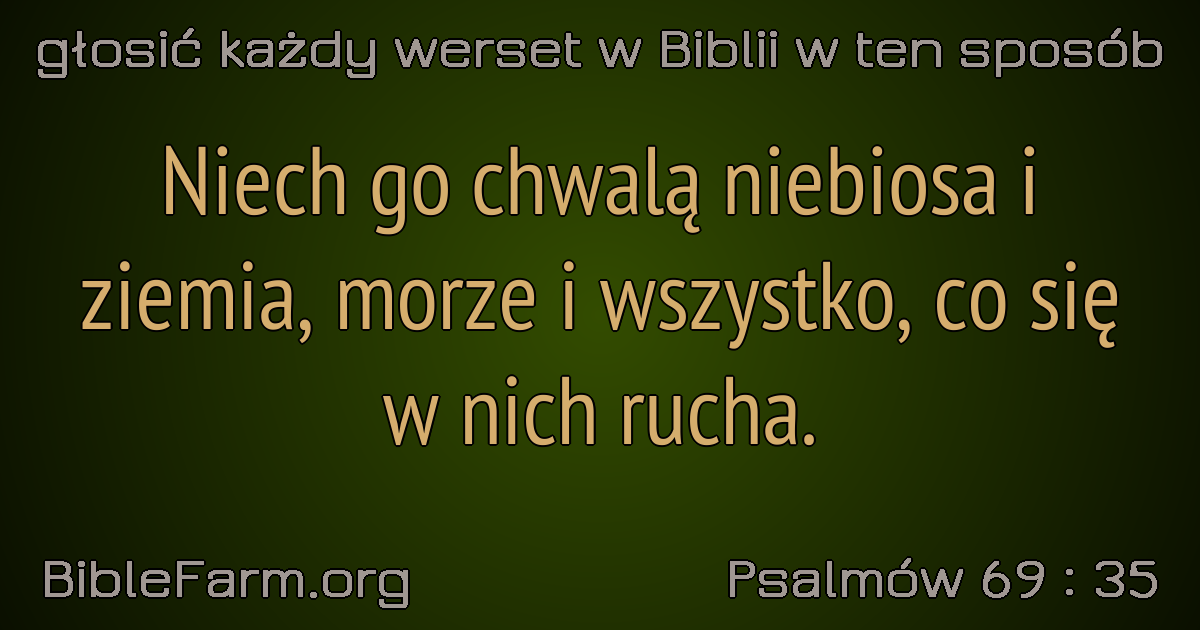 głosić każdy werset w Biblii w ten sposób
Niech go chwalą niebiosa i
ziemia, morze i wszystko, co się
w nich rucha.
BibleFarm.org
Psalmów 69 : 35